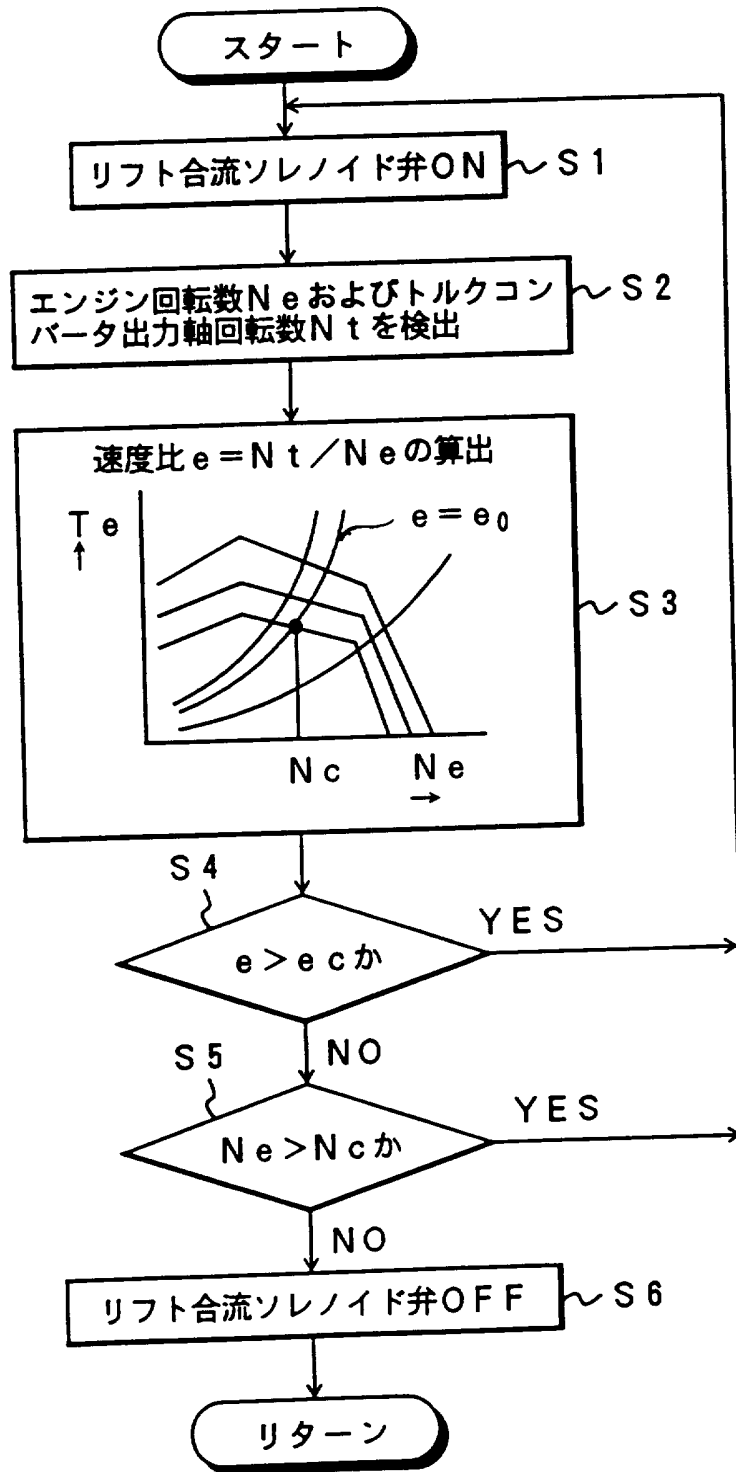 スタート
リフト合流ソレノイド弁ON
S1
エンジン回転数Neおよびトルクコン
バータ出力軸回転数Ntを検出
S2
速度比e=Nt/Neの算出
Te
e=e₀
S3
Nc
Ne
S4
e>ecか
YES
NO
S5
Ne>Ncか
YES
NO
リフト合流ソレノイド弁OFF
S6
リターン